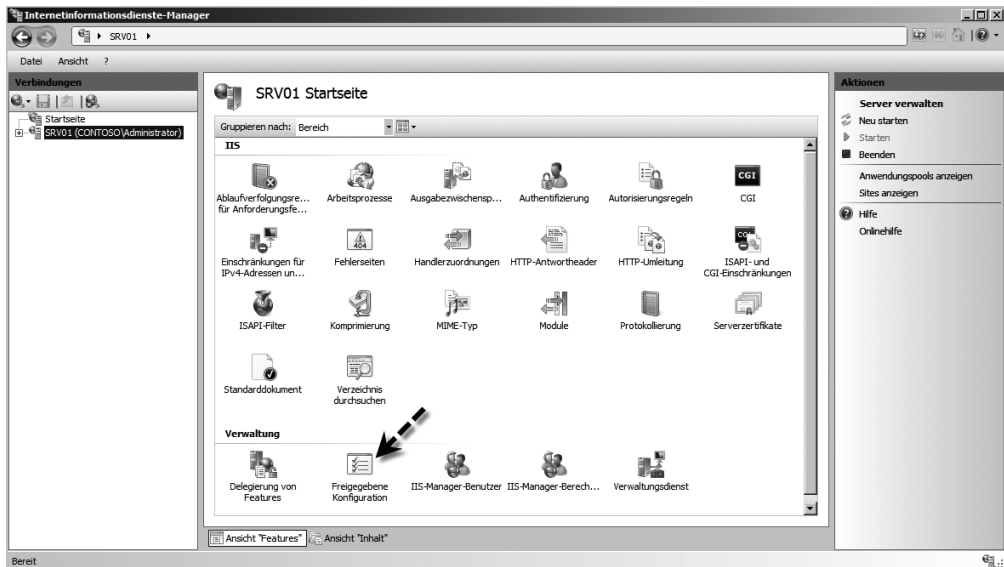 Internetinformationsdienste-Manager
SRV01
Datei Ansicht ?
Verbindungen
Startseite
SRV01 (CONTOSO\Administrator)
SRV01 Startseite
Gruppieren nach: Bereich
IIS
Ablaufverfolgungsre... für Anforderungsfe...
Arbeitsprozesse
Ausgabezwischensp...
Authentifizierung
Autorisierungsregeln
CGI
CGI
Einschränkungen für IPv4-Adressen un...
404
Fehlerseiten
Handlerzuordnungen
HTTP-Antwortheader
HTTP-Umleitung
ISAPI- und CGI-Einschränkungen
ISAPI-Filter
Komprimierung
MIME-Typ
Module
Protokollierung
Serverzertifikate
Standarddokument
Verzeichnis durchsuchen
Verwaltung
Delegierung von Features
Freigegebene Konfiguration
IIS-Manager-Benutzer
IIS-Manager-Berech...
Verwaltungsdienst
Ansicht "Features"
Ansicht "Inhalt"
Aktionen
Server verwalten
Neu starten
Starten
Beenden
Anwendungspools anzeigen
Sites anzeigen
Hilfe
Onlinehilfe
Bereit